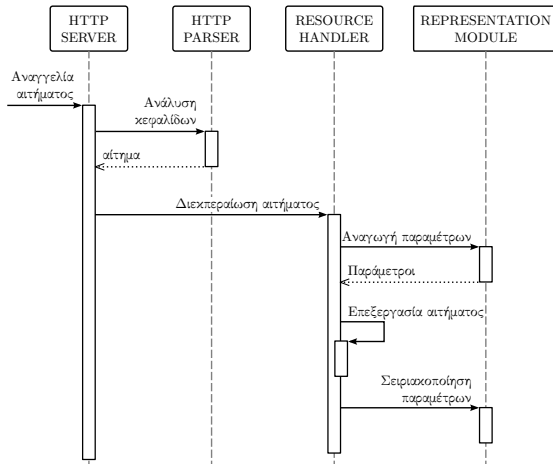 HTTP
SERVER
HTTP
PARSER
RESOURCE
HANDLER
REPRESENTATION
MODULE
Αναγγελία
αιτήματος
Ανάλυση
κεφαλίδων
αίτημα
Διεκπεραίωση αιτήματος
Αναγωγή παραμέτρων
Παράμετροι
Επεξεργασία αιτήματος
Σειριακοποίηση
παραμέτρων